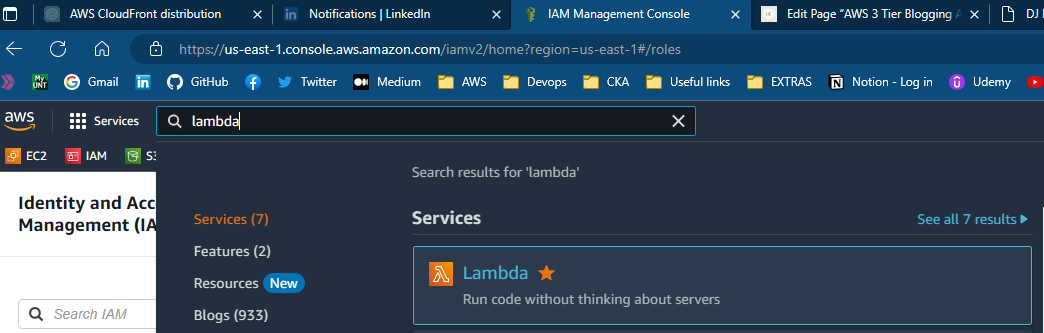 AWS CloudFront distribution
Notifications | LinkedIn
IAM Management Console
Edit Page "AWS 3 Tier Blogging A
DJ
https://us-east-1.console.aws.amazon.com/iamv2/home?region=us-east-1#/roles
My UNT
Gmail
GitHub
Twitter
Medium
AWS
Devops
CKA
Useful links
EXTRAS
Notion - Log in
Udemy
aws
Services
lambda
EC2
IAM
S3
Search results for 'lambda'
Identity and Acc
Management (IA
Services (7)
Services
See all 7 results
Features (2)
Lambda
Resources New
Run code without thinking about servers
Search IAM
Blogs (933)